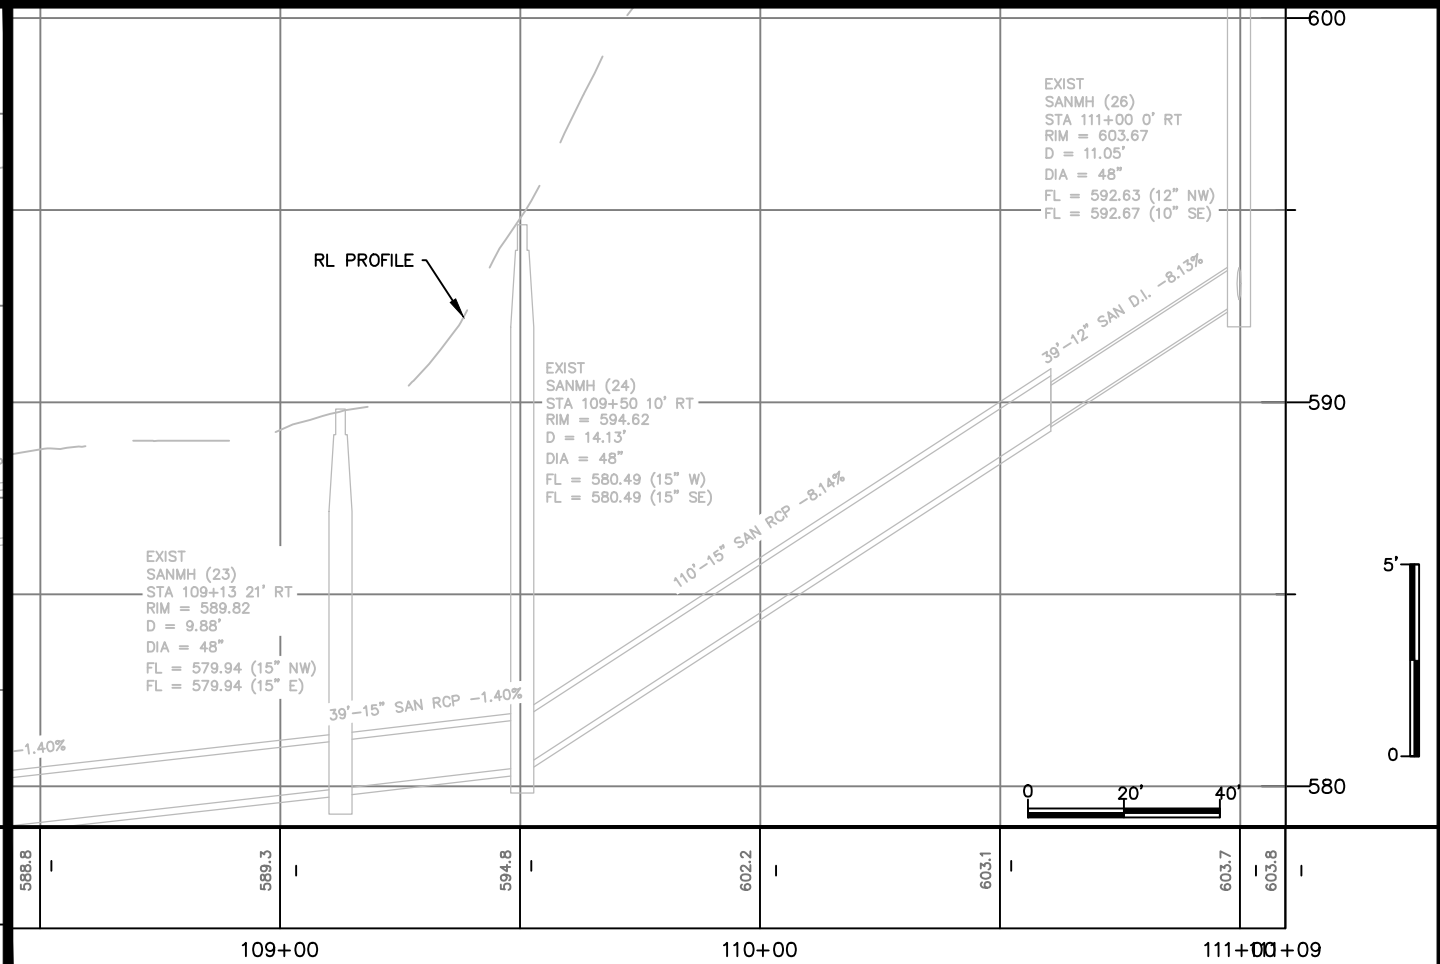 600
EXIST
SANMH (26)
STA 111+00 0' RT
RIM = 603.67
D = 11.05'
DIA = 48"
FL = 592.63 (12" NW)
FL = 592.67 (10" SE)
RL PROFILE
39'-12" SAN D.I. -8.13%
EXIST
SANMH (24)
STA 109+50 10' RT
RIM = 594.62
D = 14.13'
DIA = 48"
FL = 580.49 (15" W)
FL = 580.49 (15" SE)
590
110'-15" SAN RCP -8.14%
EXIST
SANMH (23)
STA 109+13 21' RT
RIM = 589.82
D = 9.88'
DIA = 48"
FL = 579.94 (15" NW)
FL = 579.94 (15" E)
5'
0
39'-15" SAN RCP -1.40%
-1.40%
580
0 20' 40'
588.8 - 589.3 - 594.8 - 602.2 - 603.1 - 603.7 - 603.8 -
109+00 110+00 111+00 111+09